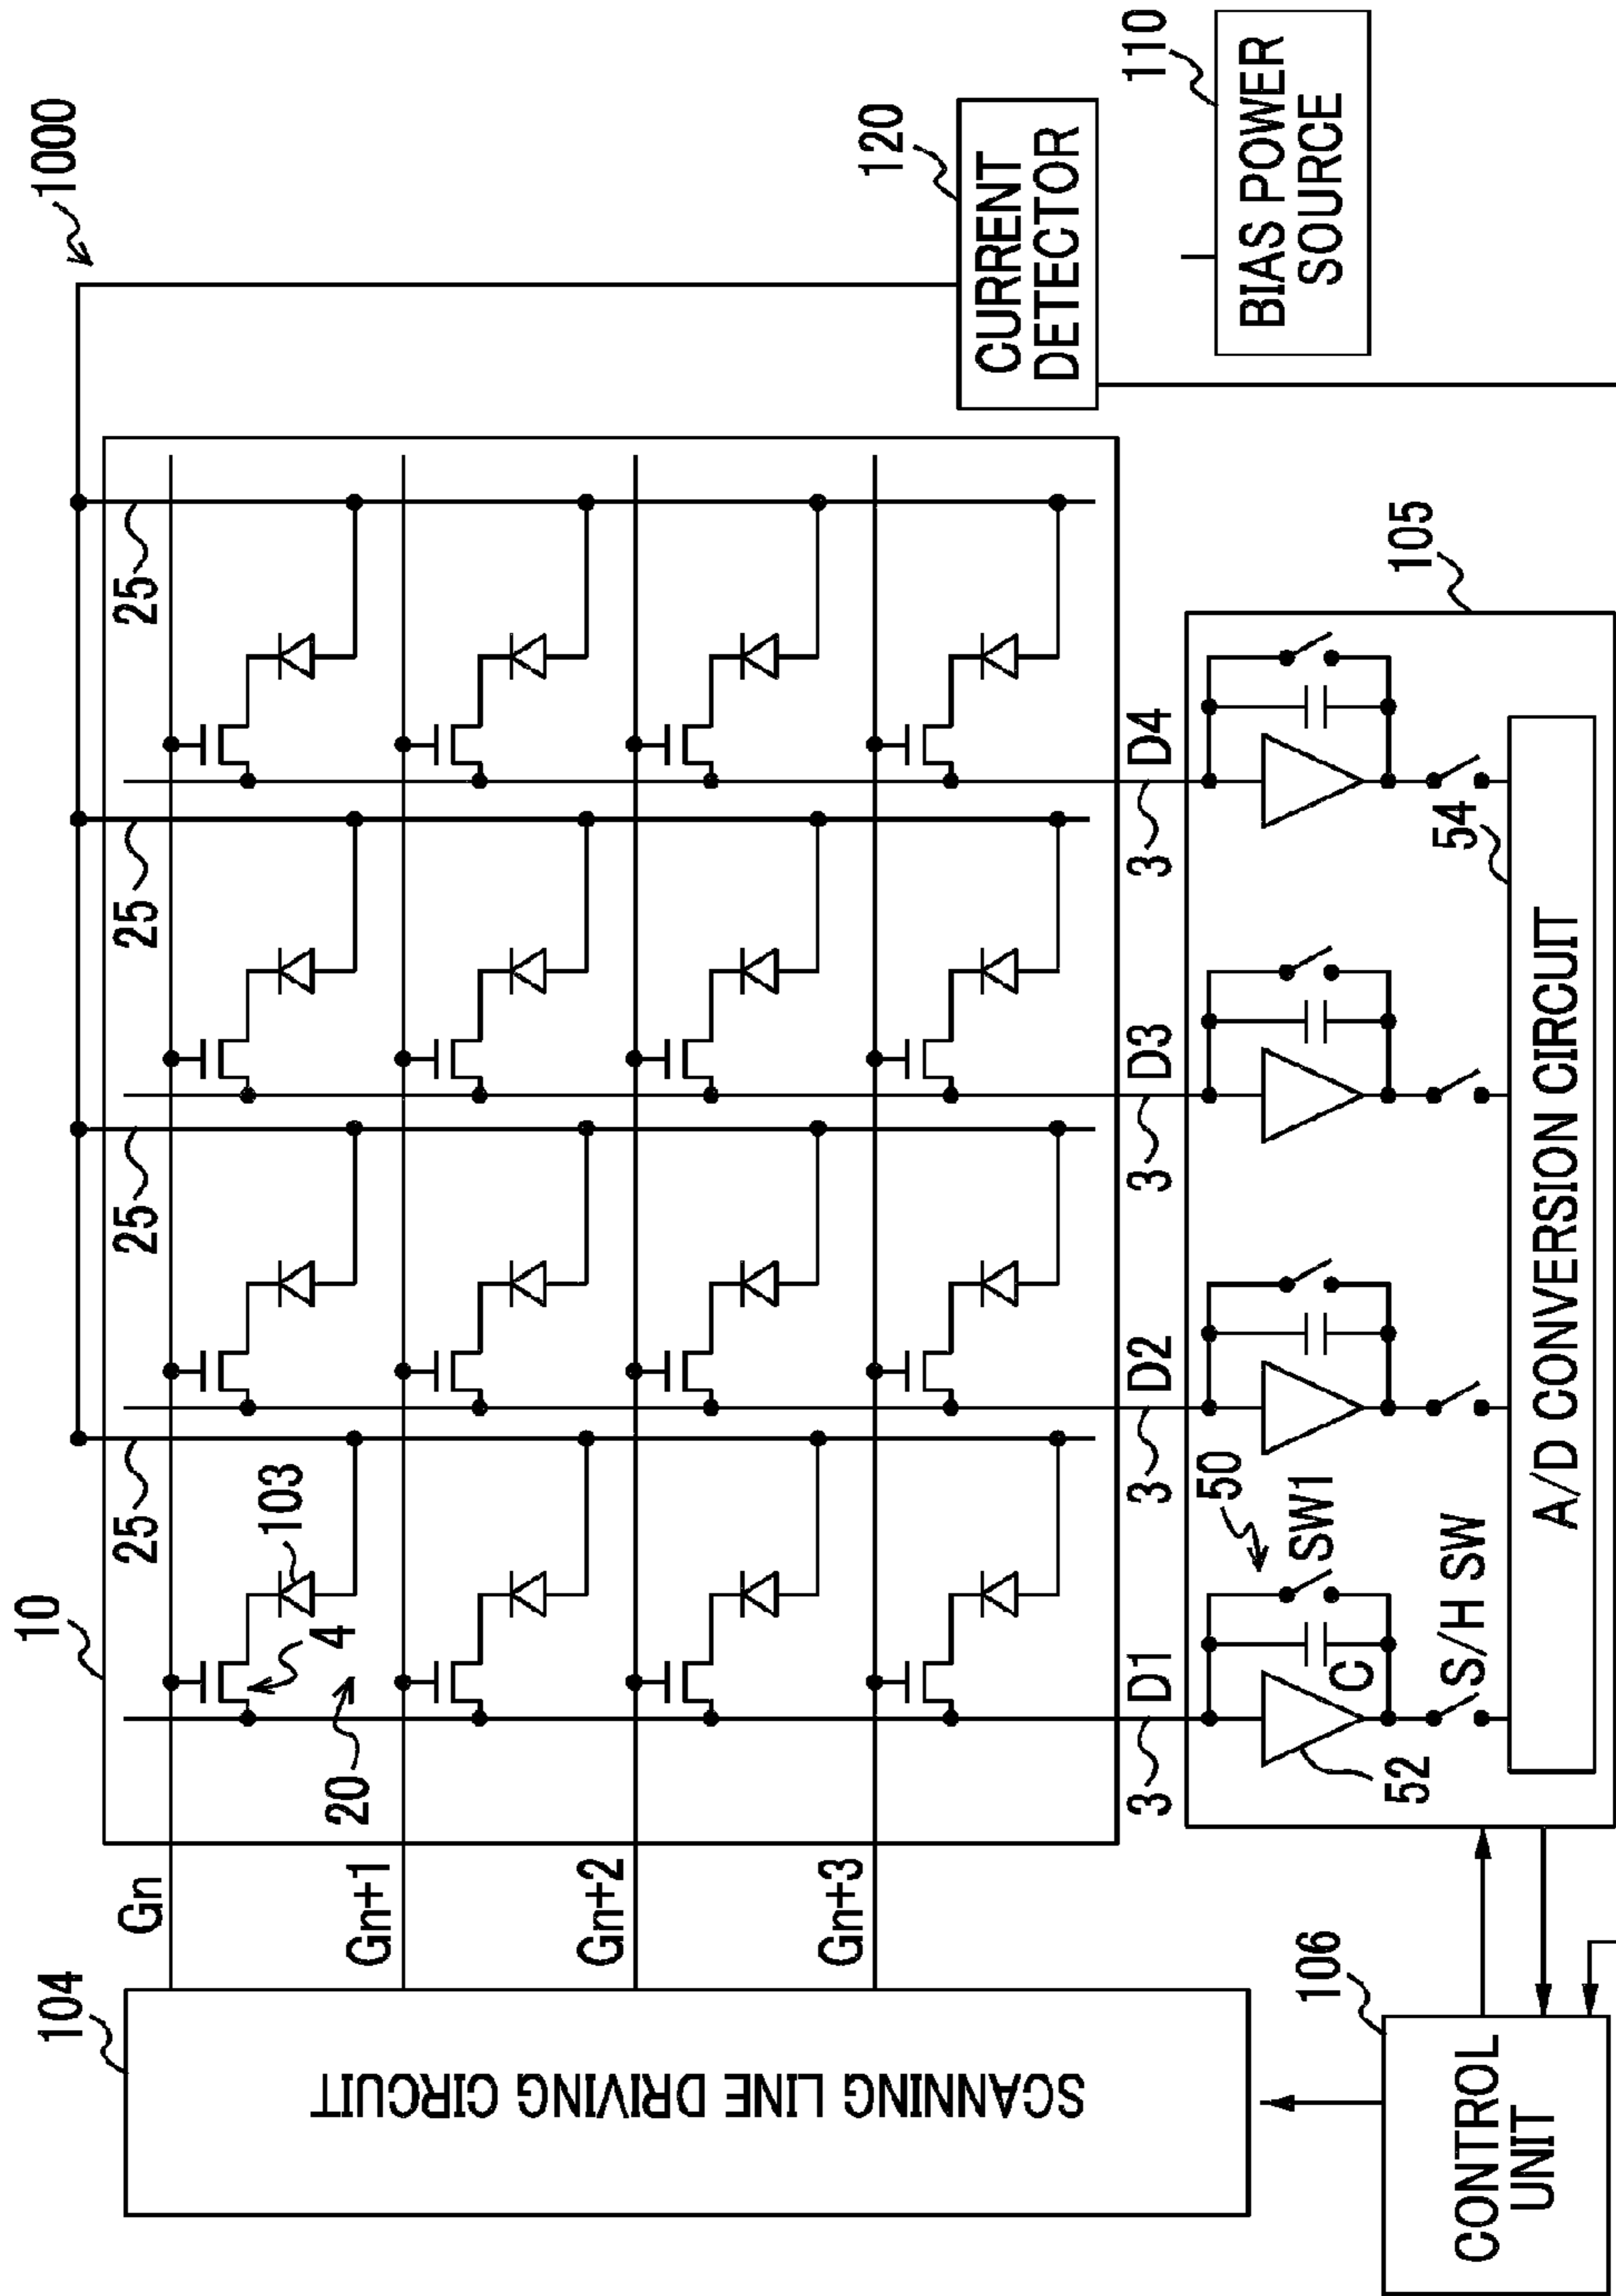 1000
10
104
Gn
Gn+1
Gn+2
Gn+3
SCANNING LINE DRIVING CIRCUIT
25
25
25
25
103
4
20
120
CURRENT
DETECTOR
110
BIAS POWER
SOURCE
3
D1
3
D2
3
D3
3
D4
105
50
SW1
C
52
S/H SW
54
A/D CONVERSION CIRCUIT
106
CONTROL
UNIT